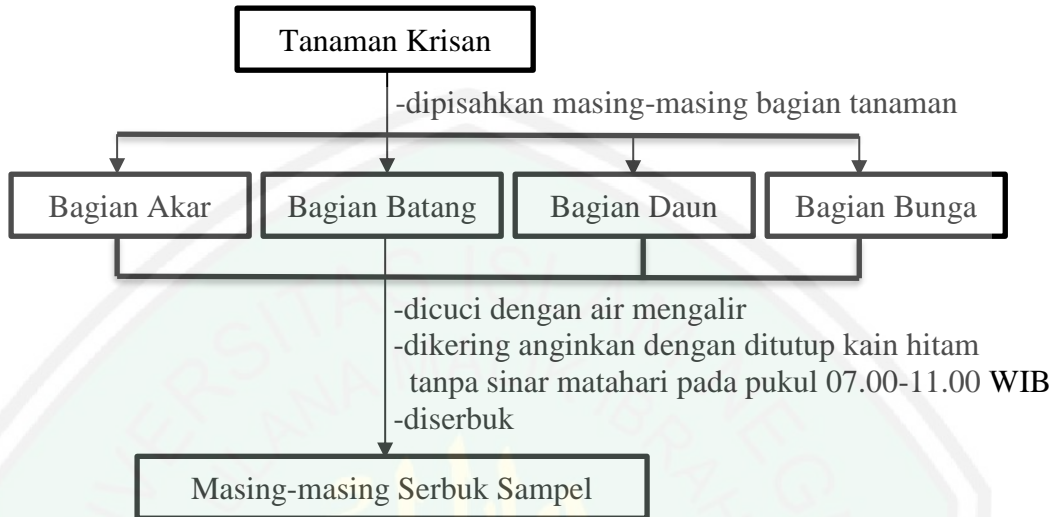 Tanaman Krisan
-dipisahkan masing-masing bagian tanaman
Bagian Akar
Bagian Batang
Bagian Daun
Bagian Bunga
-dicuci dengan air mengalir
-dikering anginkan dengan ditutup kain hitam
tanpa sinar matahari pada pukul 07.00-11.00 WIB
-diserbuk
Masing-masing Serbuk Sampel